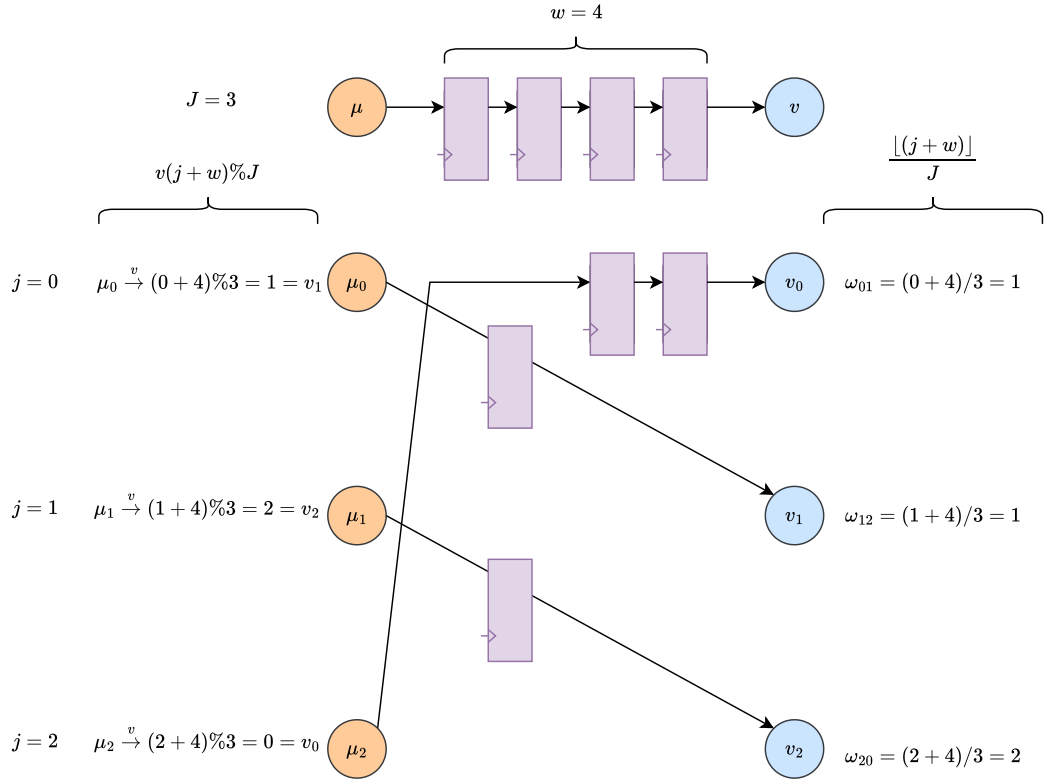 w = 4
J = 3
μ
v
⌊(j + w)⌋
J
v(j + w)%J
j = 0
μ₀ →ᵛ (0 + 4)%3 = 1 = v₁
μ₀
v₀
ω₀₁ = (0 + 4)/3 = 1
j = 1
μ₁ →ᵛ (1 + 4)%3 = 2 = v₂
μ₁
v₁
ω₁₂ = (1 + 4)/3 = 1
j = 2
μ₂ →ᵛ (2 + 4)%3 = 0 = v₀
μ₂
v₂
ω₂₀ = (2 + 4)/3 = 2